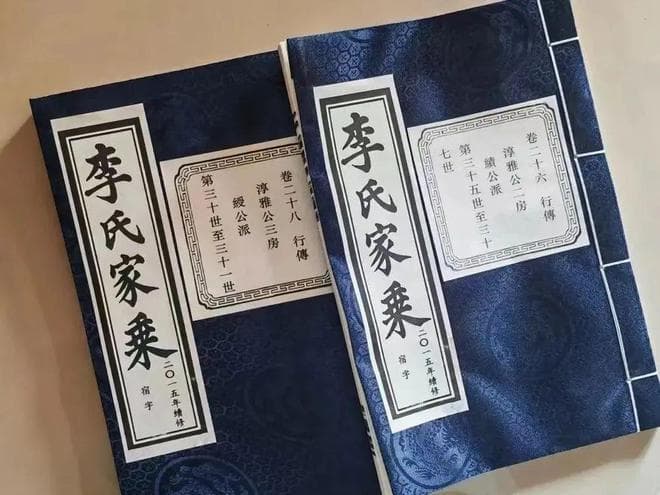 李氏家乘
二〇一五年續修
宿字
卷二十八 行傳
淳雅公三房
綬公派
第三十世至三十一世
李氏家乘
二〇一五年續修
宿字
卷二十六 行傳
淳雅公二房
績公派
第三十五世至三十
七世